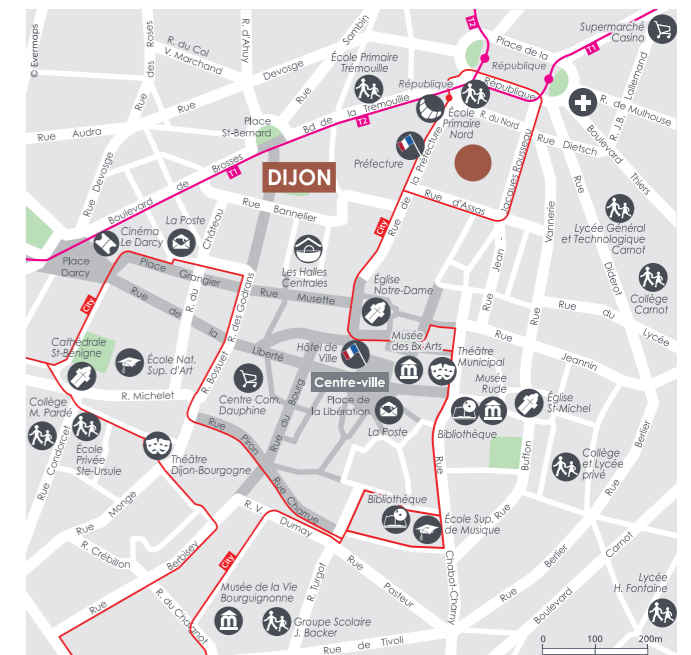 © Evermaps
Rue des Roses
R. du Col
V. Marchand
R. d'Ahuy
Devosge
Sambin
Rue
École Primaire
Trémouille
République
T2
Place de la
République
T1
Supermarché
Casino
République
R. de Mulhouse
R. J.B. Lallemand
Boulevard Thiers
Rue Audra
Place
St-Bernard
Bd de la Trémouille
T2
École
Primaire
Nord
R. du Nord
Préfecture
Rue Dietsch
Rue Devosge
Boulevard de Brosses
T1
DIJON
Rue de la Préfecture
Rue d'Assas
Jacques Rousseau
Rue Jean -
Rue Vannerie
Lycée Général
et Technologique
Carnot
Cinéma
Le Darcy
La Poste
Château
R. du
Rue Bannelier
City
Place
Darcy
Place Grangier
Les Halles
Centrales
Rue Musette
Église
Notre-Dame
Rue Diderot
Collège
Carnot
Rue du Lycée
City
Rue de la Liberté
R. des Godrans
Hôtel de
Ville
Musée
des Bx-Arts
Théâtre
Municipal
Rue Jeannin
Cathédrale
St-Bénigne
École Nat.
Sup. d'Art
R. Bossuet
Centre Com.
Dauphine
Centre-ville
Place de
la Libération
La Poste
Musée
Rude
Bibliothèque
Église
St-Michel
R. Michelet
Collège
M. Pardé
Rue Condorcet
École
Privée
Ste-Ursule
Théâtre
Dijon-Bourgogne
Rue Piron
Rue du Bourg
Rue Charrue
Rue
Rue Buffon
Collège
et Lycée
privé
Rue Berlier
Rue Monge
R. V. Dumay
Bibliothèque
École Sup.
de Musique
R. Crébillon
Rue Berbisey
City
R. du Chaignot
Musée de la Vie
Bourguignonne
Groupe Scolaire
J. Backer
R. Turgot
Rue Pasteur
Chabot-Charny
Rue Berlier
Boulevard Carnot
Lycée
H. Fontaine
Rue de Tivoli
0 100 200m